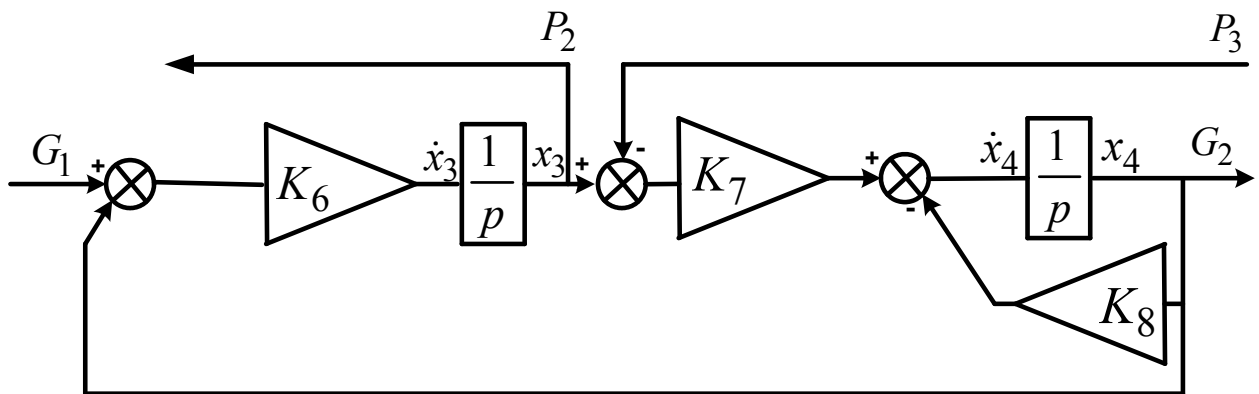 P₂
P₃
G₁
+
K₆
ẋ₃
1
p
x₃
+
-
K₇
+
-
ẋ₄
1
p
x₄
G₂
K₈